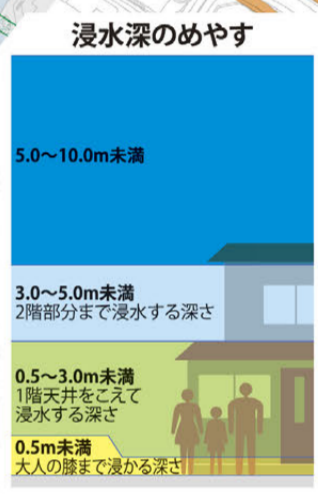 浸水深のめやす
5.0〜10.0m未満
3.0〜5.0m未満
2階部分まで浸水する深さ
0.5〜3.0m未満
1階天井をこえて
浸水する深さ
0.5m未満
大人の膝まで浸かる深さ